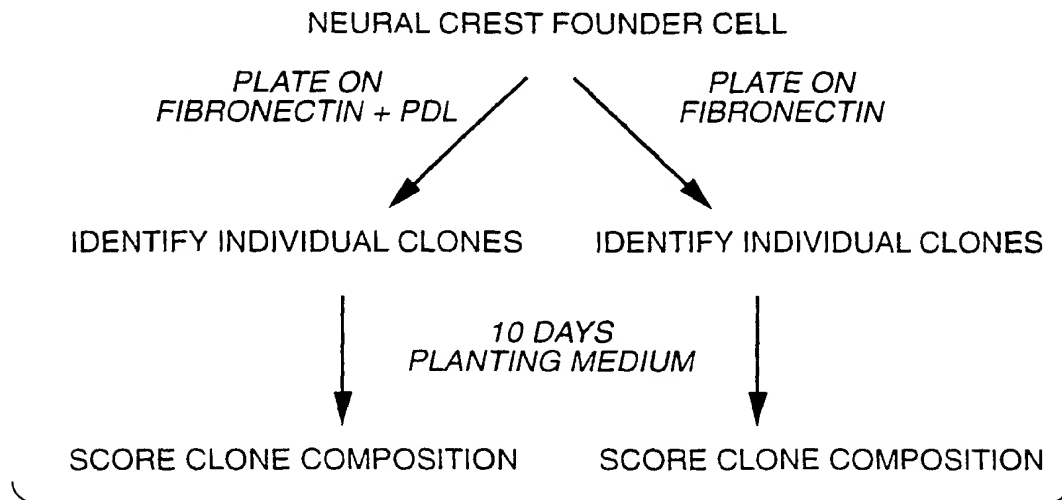 NEURAL CREST FOUNDER CELL
PLATE ON
FIBRONECTIN + PDL
PLATE ON
FIBRONECTIN
IDENTIFY INDIVIDUAL CLONES
IDENTIFY INDIVIDUAL CLONES
10 DAYS
PLANTING MEDIUM
SCORE CLONE COMPOSITION
SCORE CLONE COMPOSITION